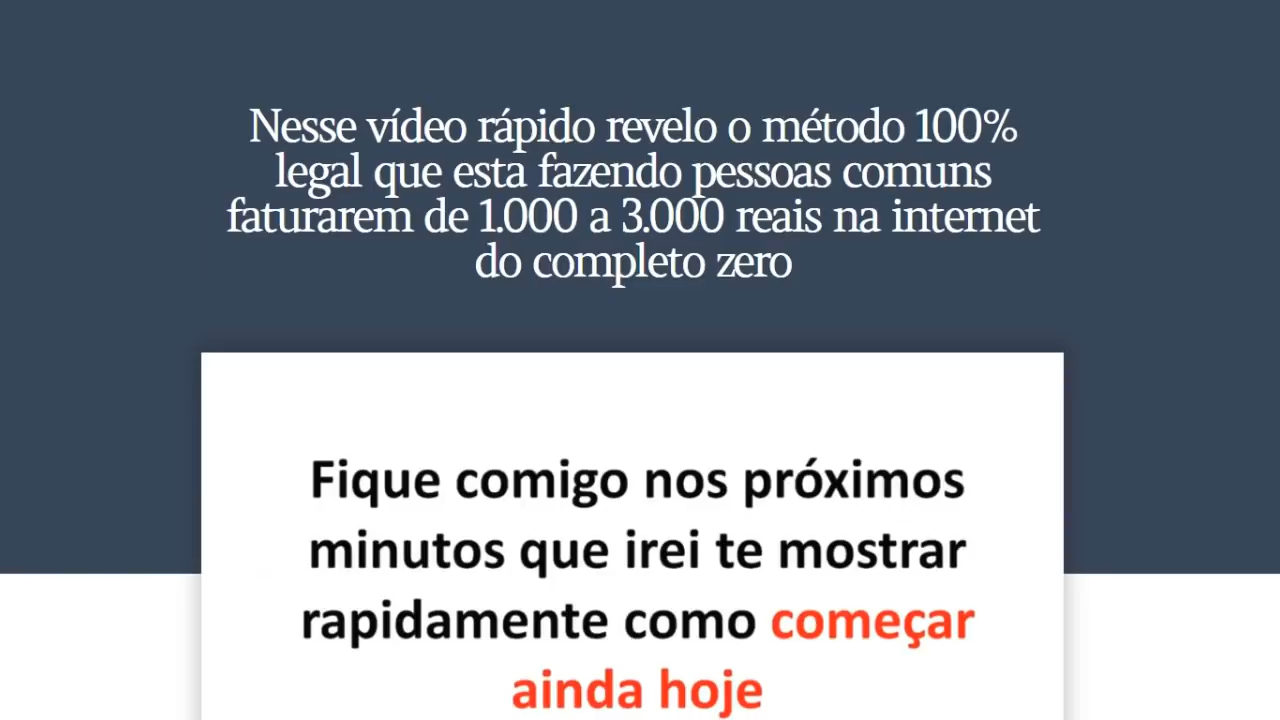 Nesse vídeo rápido revelo o método 100%
legal que esta fazendo pessoas comuns
faturarem de 1.000 a 3.000 reais na internet
do completo zero
Fique comigo nos próximos
minutos que irei te mostrar
rapidamente como começar
ainda hoje